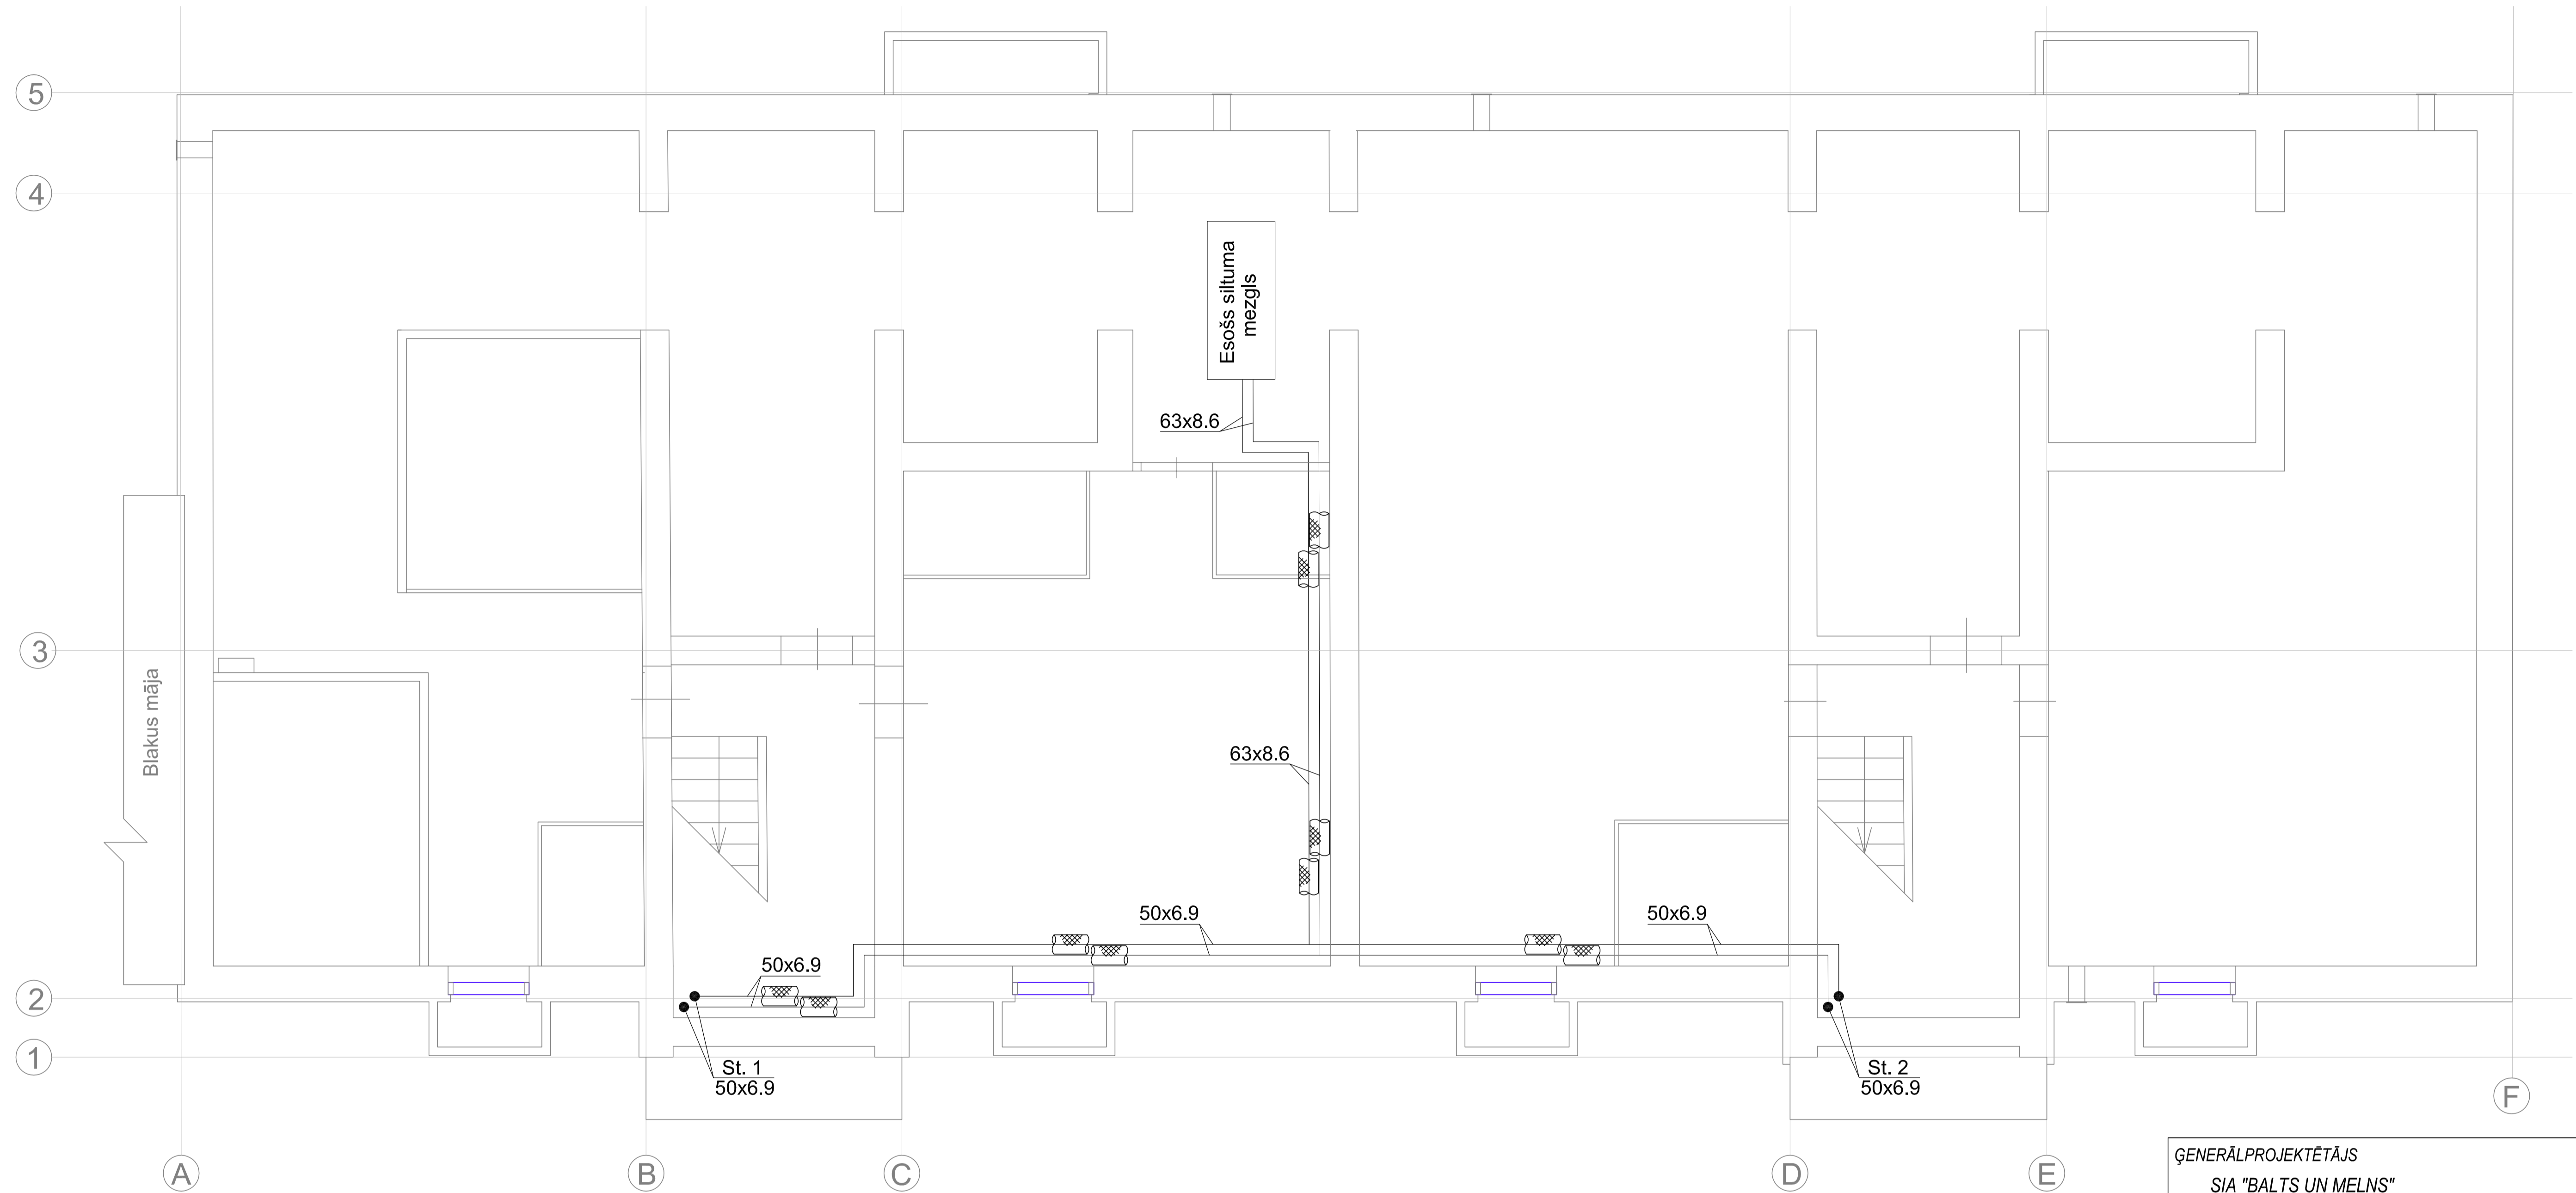 5
4
Esošs siltuma
mezgls
63x8.6
3
Blakus māja
63x8.6
50x6.9
50x6.9
50x6.9
2
1
St. 1
50x6.9
St. 2
50x6.9
F
A
B
C
D
E
ĢENERĀLPROJEKTĒTĀJS
SIA "BALTS UN MELNS"